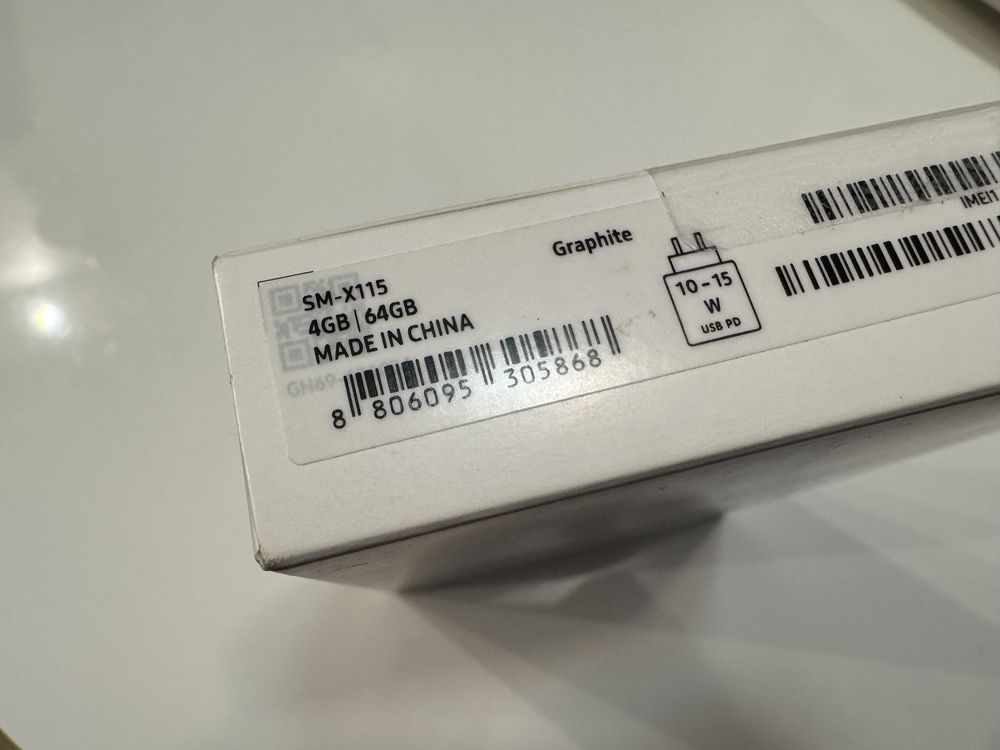 Graphite
SM-X115
4GB | 64GB
MADE IN CHINA
GH69-
8 806095 305868
10-15
W
USB PD
IMEI1